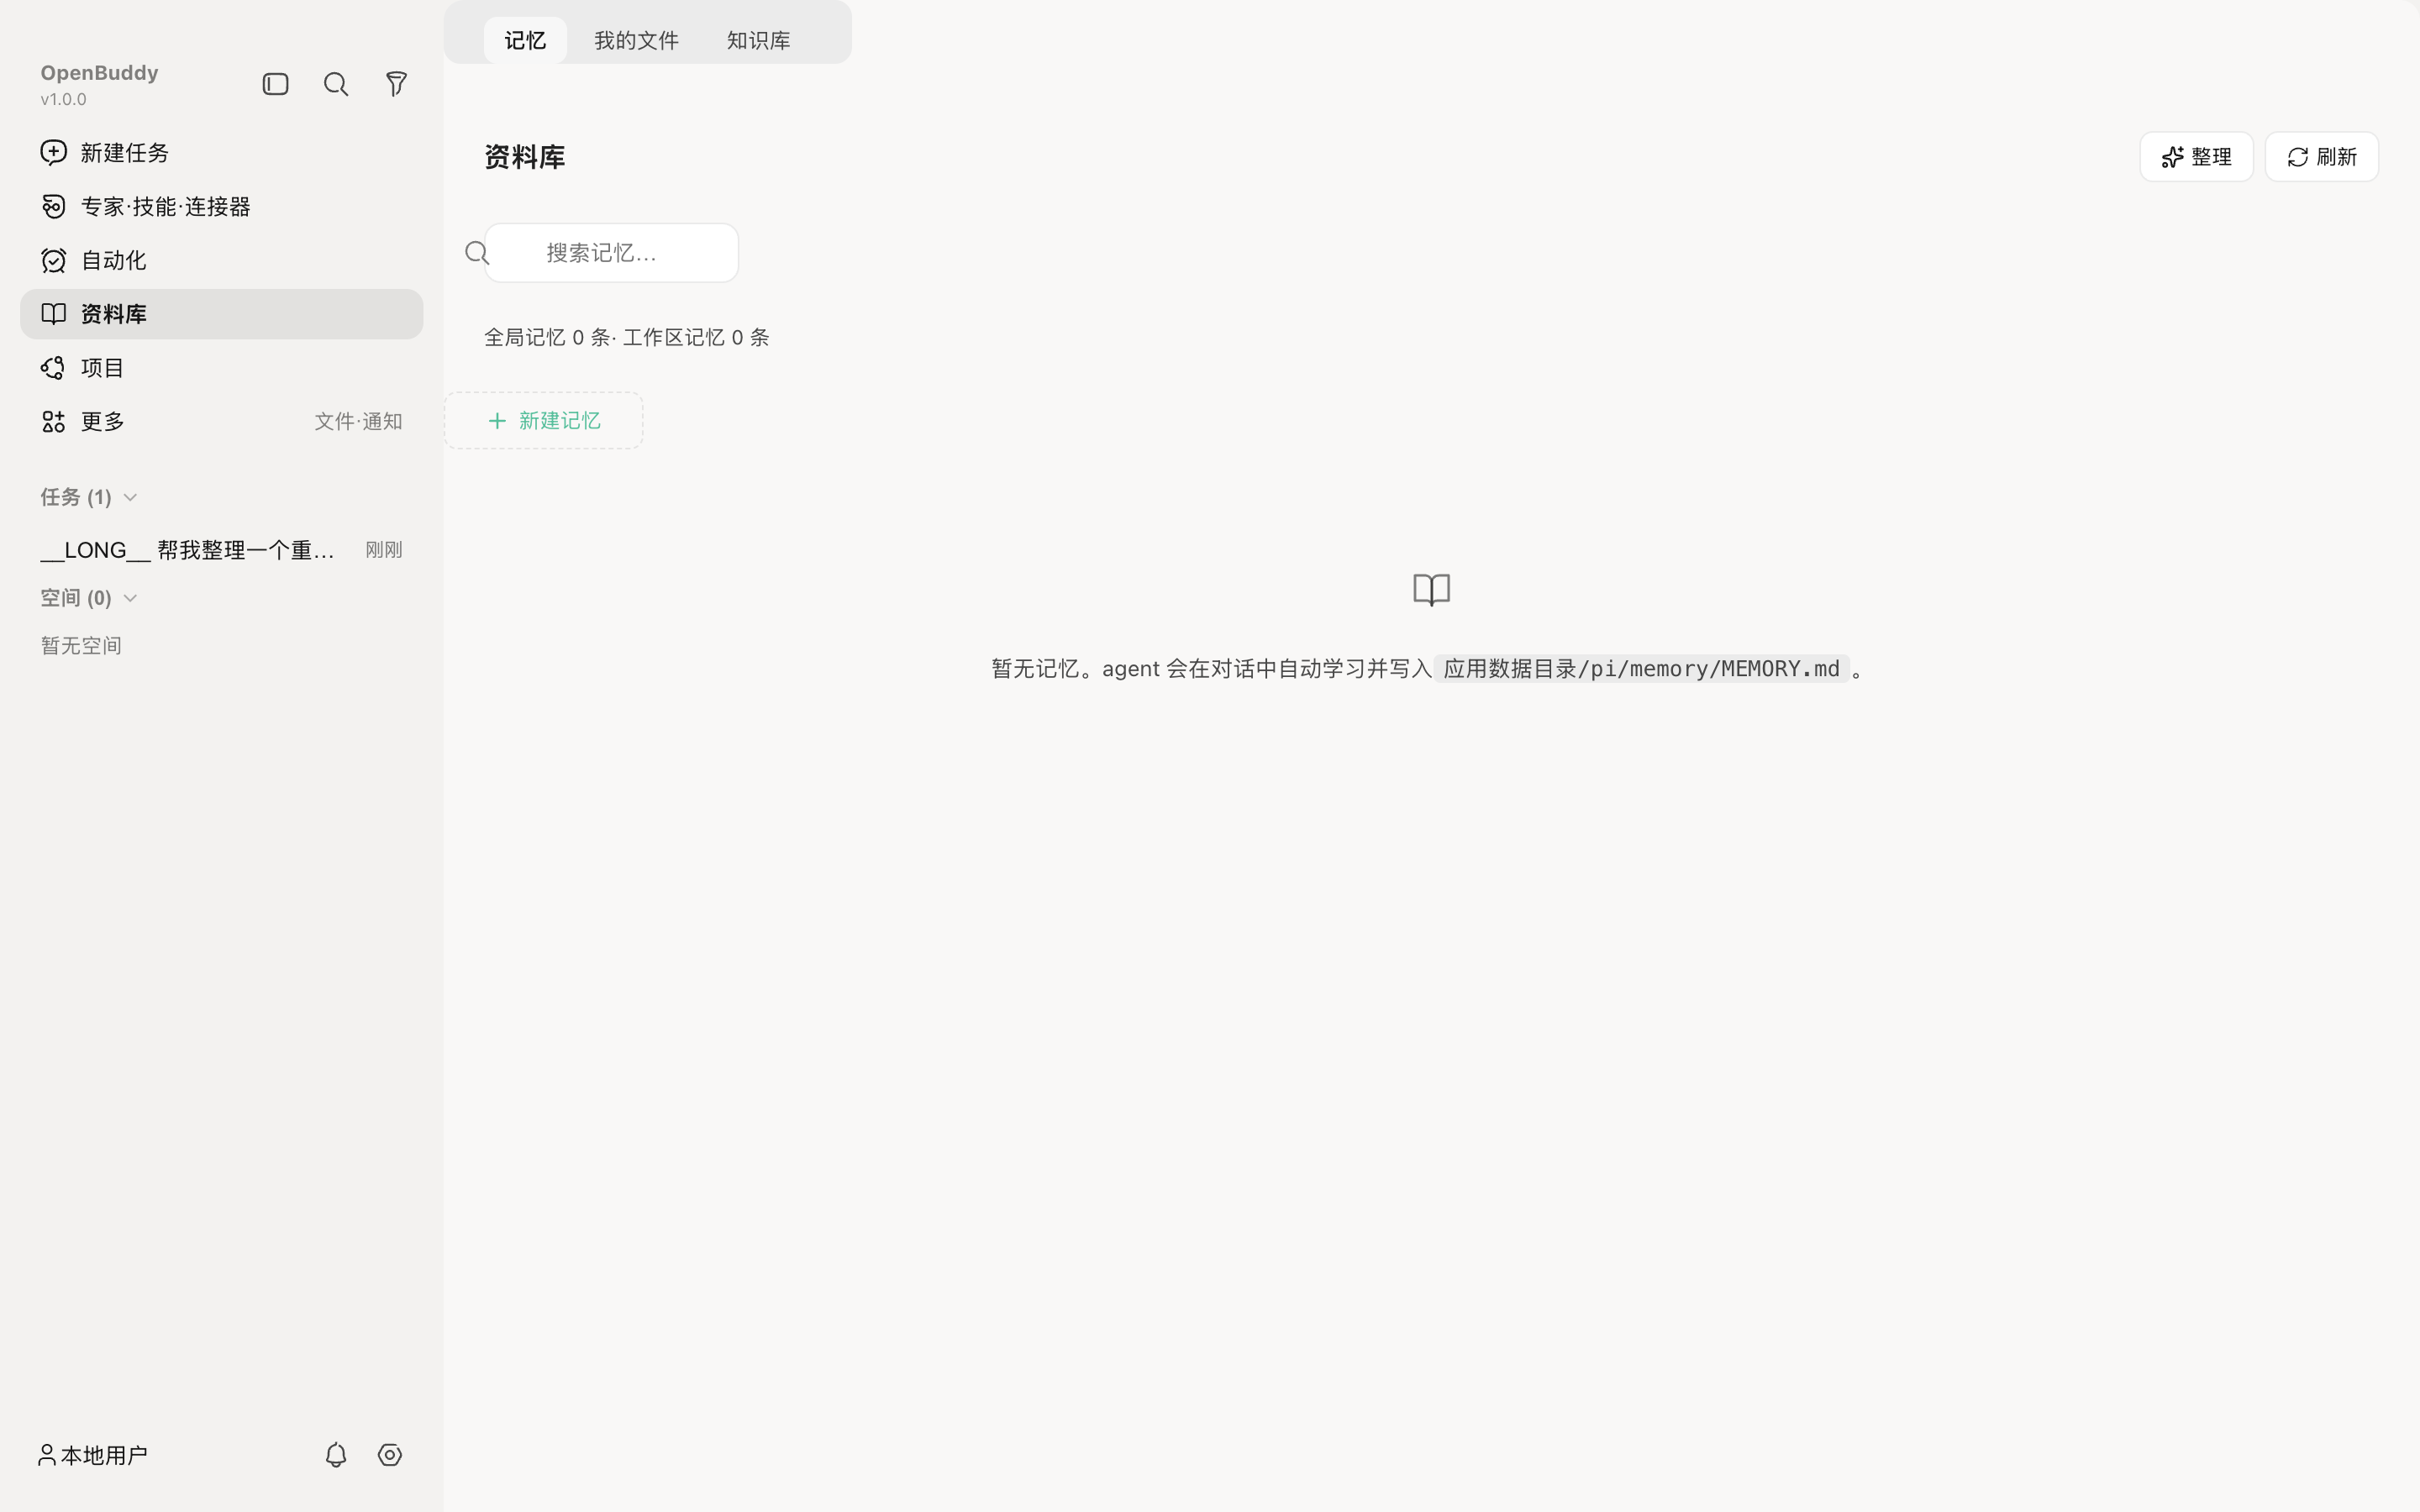 OpenBuddy
v1.0.0
新建任务
专家·技能·连接器
自动化
资料库
项目
更多 文件·通知
任务 (1)
__LONG__ 帮我整理一个重… 刚刚
空间 (0)
暂无空间
本地用户
记忆 我的文件 知识库
资料库
整理 刷新
搜索记忆…
全局记忆 0 条· 工作区记忆 0 条
新建记忆
暂无记忆。agent 会在对话中自动学习并写入 应用数据目录/pi/memory/MEMORY.md 。